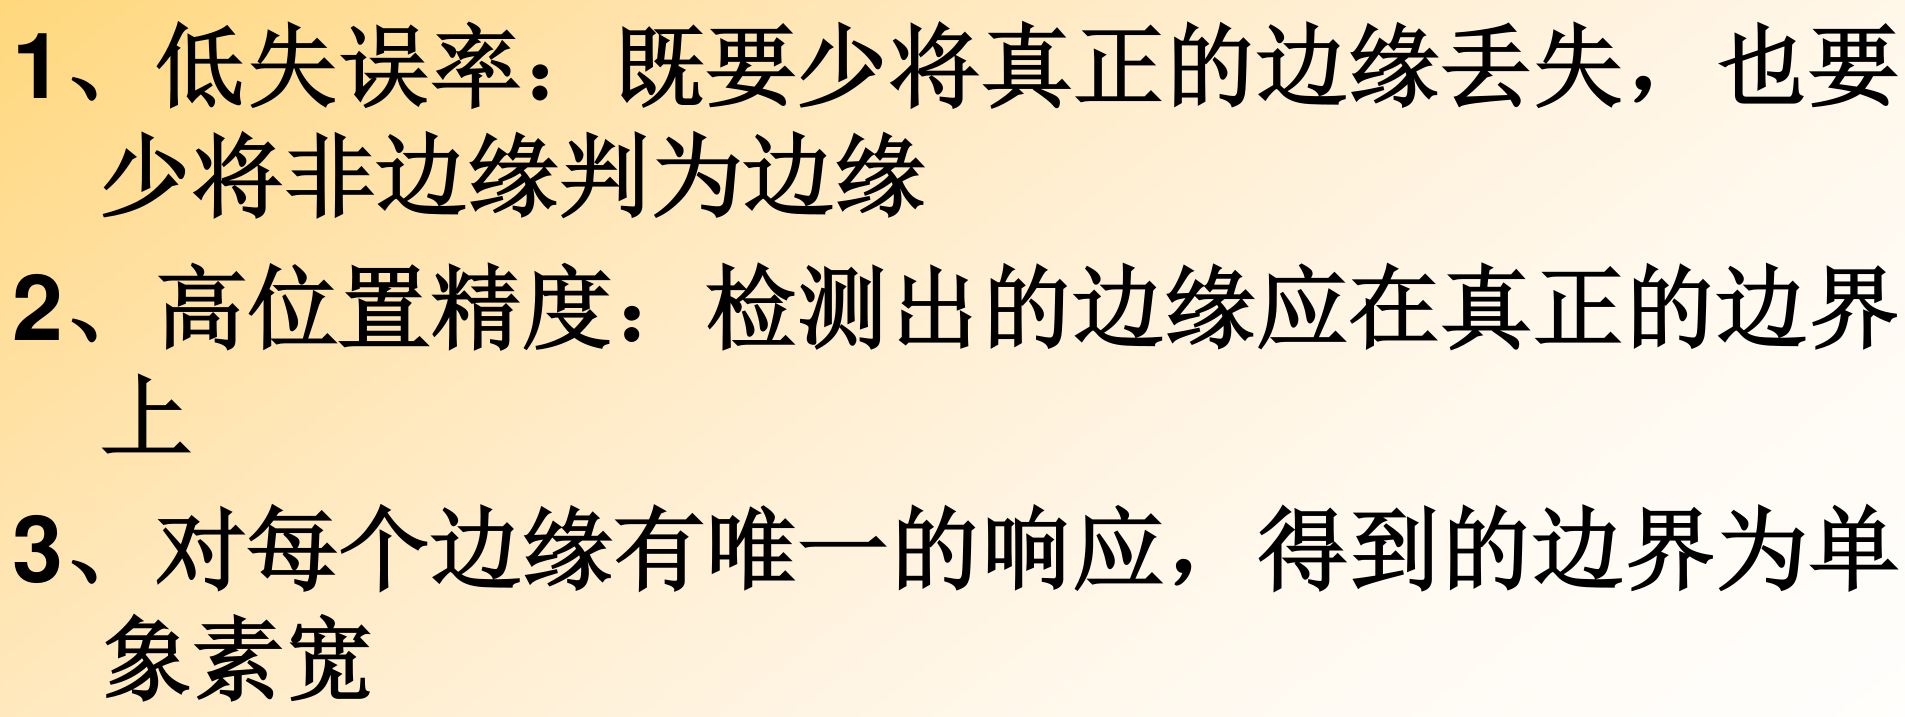 1、低失误率：既要少将真正的边缘丢失，也要
少将非边缘判为边缘
2、高位置精度：检测出的边缘应在真正的边界
上
3、对每个边缘有唯一的响应，得到的边界为单
象素宽